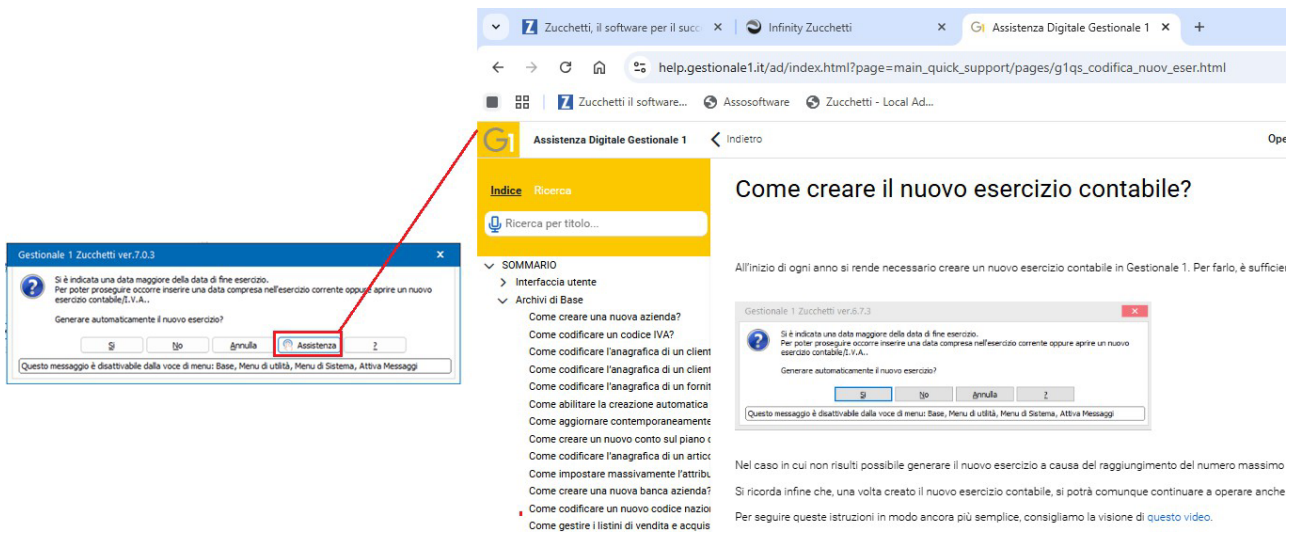 Gestionale 1 Zucchetti ver.7.0.3
Si è indicata una data maggiore della data di fine esercizio.
Per poter proseguire occorre inserire una data compresa nell'esercizio corrente oppure aprire un nuovo
esercizio contabile/I.V.A..
Generare automaticamente il nuovo esercizio?
Si No Annulla Assistenza ?
Questo messaggio è disattivabile dalla voce di menu: Base, Menu di utilità, Menu di Sistema, Attiva Messaggi
Zucchetti, il software per il succ
Infinity Zucchetti
Assistenza Digitale Gestionale 1
help.gestionale1.it/ad/index.html?page=main_quick_support/pages/g1qs_codifica_nuov_eser.html
Zucchetti il software...
Assosoftware
Zucchetti - Local Ad...
G1
Assistenza Digitale Gestionale 1
Indietro
Ope
Indice Ricerca
Ricerca per titolo...
SOMMARIO
Interfaccia utente
Archivi di Base
Come creare una nuova azienda?
Come codificare un codice IVA?
Come codificare l'anagrafica di un client
Come codificare l'anagrafica di un client
Come codificare l'anagrafica di un fornit
Come abilitare la creazione automatica
Come aggiornare contemporaneamente
Come creare un nuovo conto sul piano d
Come codificare l'anagrafica di un artico
Come impostare massivamente l'attribu
Come creare una nuova banca azienda?
Come codificare un nuovo codice nazio
Come gestire i listini di vendita e acquis
Come creare il nuovo esercizio contabile?
All'inizio di ogni anno si rende necessario creare un nuovo esercizio contabile in Gestionale 1. Per farlo, è sufficien
Gestionale 1 Zucchetti ver.6.7.3
Si è indicata una data maggiore della data di fine esercizio.
Per poter proseguire occorre inserire una data compresa nell'esercizio corrente oppure aprire un nuovo
esercizio contabile/I.V.A..
Generare automaticamente il nuovo esercizio?
Si No Annulla ?
Questo messaggio è disattivabile dalla voce di menu: Base, Menu di utilità, Menu di Sistema, Attiva Messaggi
Nel caso in cui non risulti possibile generare il nuovo esercizio a causa del raggiungimento del numero massimo
Si ricorda infine che, una volta creato il nuovo esercizio contabile, si potrà comunque continuare a operare anche
Per seguire queste istruzioni in modo ancora più semplice, consigliamo la visione di questo video.